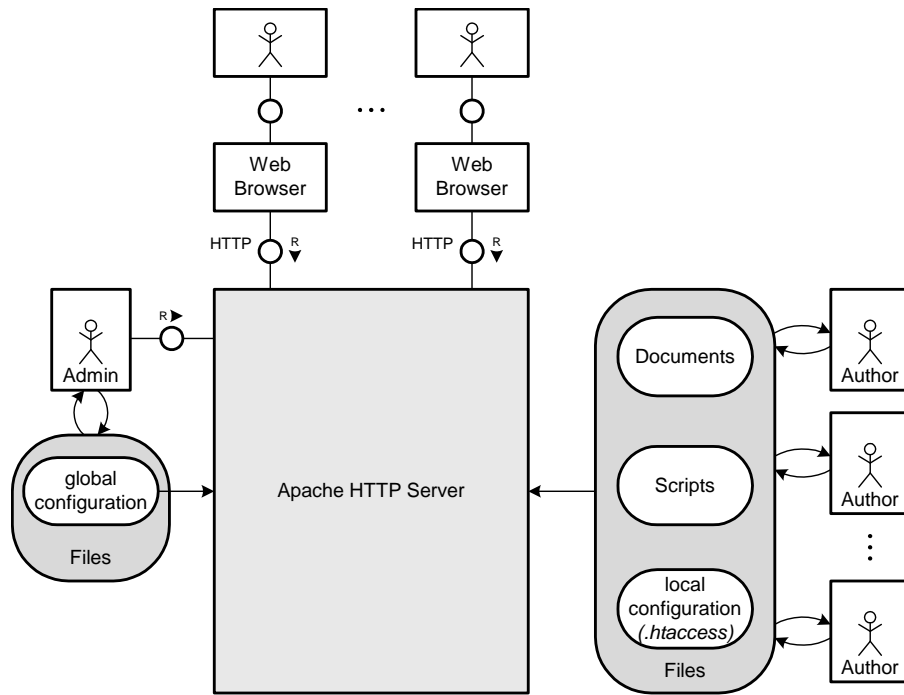 Web
Browser
Web
Browser
HTTP
R
HTTP
R
R
Admin
global
configuration
Files
Apache HTTP Server
Documents
Scripts
local
configuration
(.htaccess)
Files
Author
Author
Author